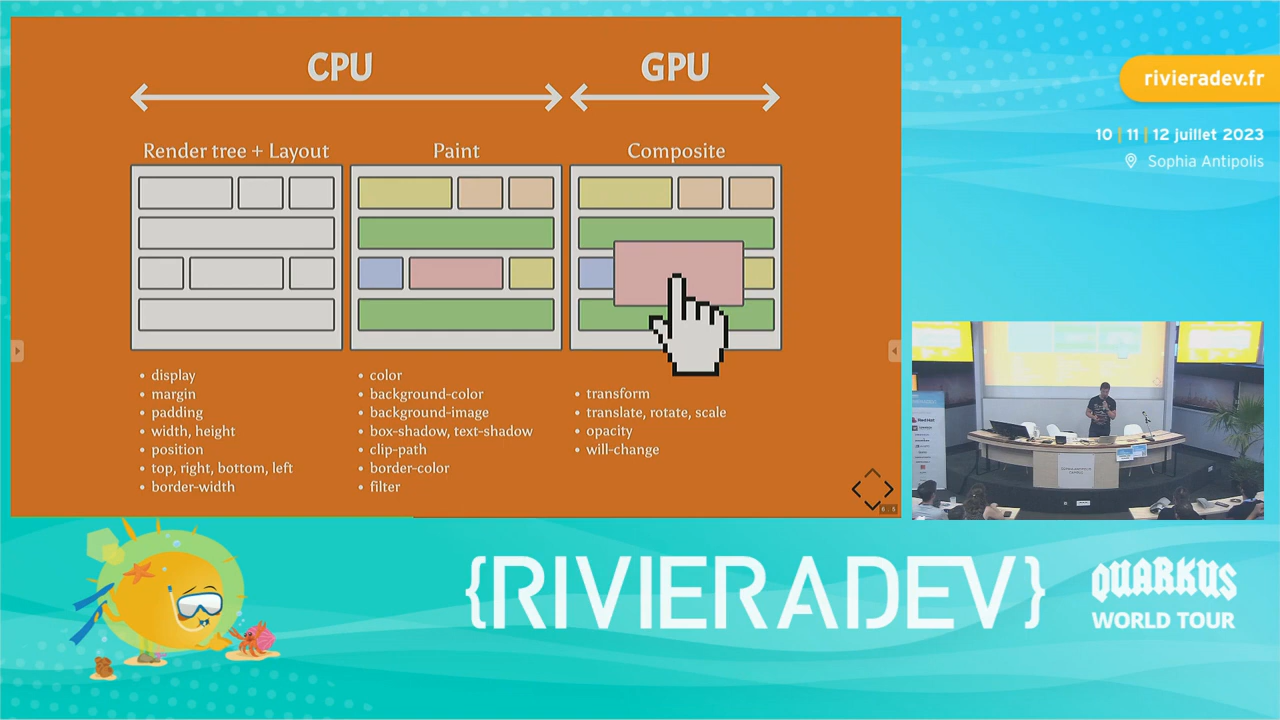 CPU
GPU
Render tree + Layout
Paint
Composite
• display
• margin
• padding
• width, height
• position
• top, right, bottom, left
• border-width
• color
• background-color
• background-image
• box-shadow, text-shadow
• clip-path
• border-color
• filter
• transform
• translate, rotate, scale
• opacity
• will-change
rivieradev.fr
10 | 11 | 12 juillet 2023
Sophia Antipolis
{RIVIERADEV}
QUARKUS
WORLD TOUR